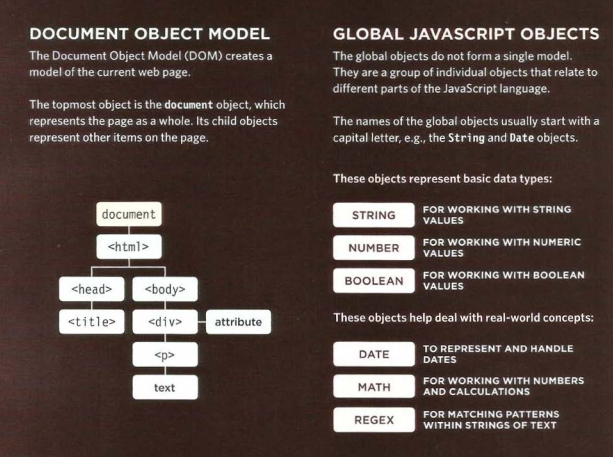 DOCUMENT OBJECT MODEL
The Document Object Model (DOM) creates a
model of the current web page.
The topmost object is the document object, which
represents the page as a whole. Its child objects
represent other items on the page.
document
<html>
<head> <body>
<title> <div> attribute
<p>
text
GLOBAL JAVASCRIPT OBJECTS
The global objects do not form a single model.
They are a group of individual objects that relate to
different parts of the JavaScript language.
The names of the global objects usually start with a
capital letter, e.g., the String and Date objects.
These objects represent basic data types:
STRING
FOR WORKING WITH STRING
VALUES
NUMBER
FOR WORKING WITH NUMERIC
VALUES
BOOLEAN
FOR WORKING WITH BOOLEAN
VALUES
These objects help deal with real-world concepts:
DATE
TO REPRESENT AND HANDLE
DATES
MATH
FOR WORKING WITH NUMBERS
AND CALCULATIONS
REGEX
FOR MATCHING PATTERNS
WITHIN STRINGS OF TEXT